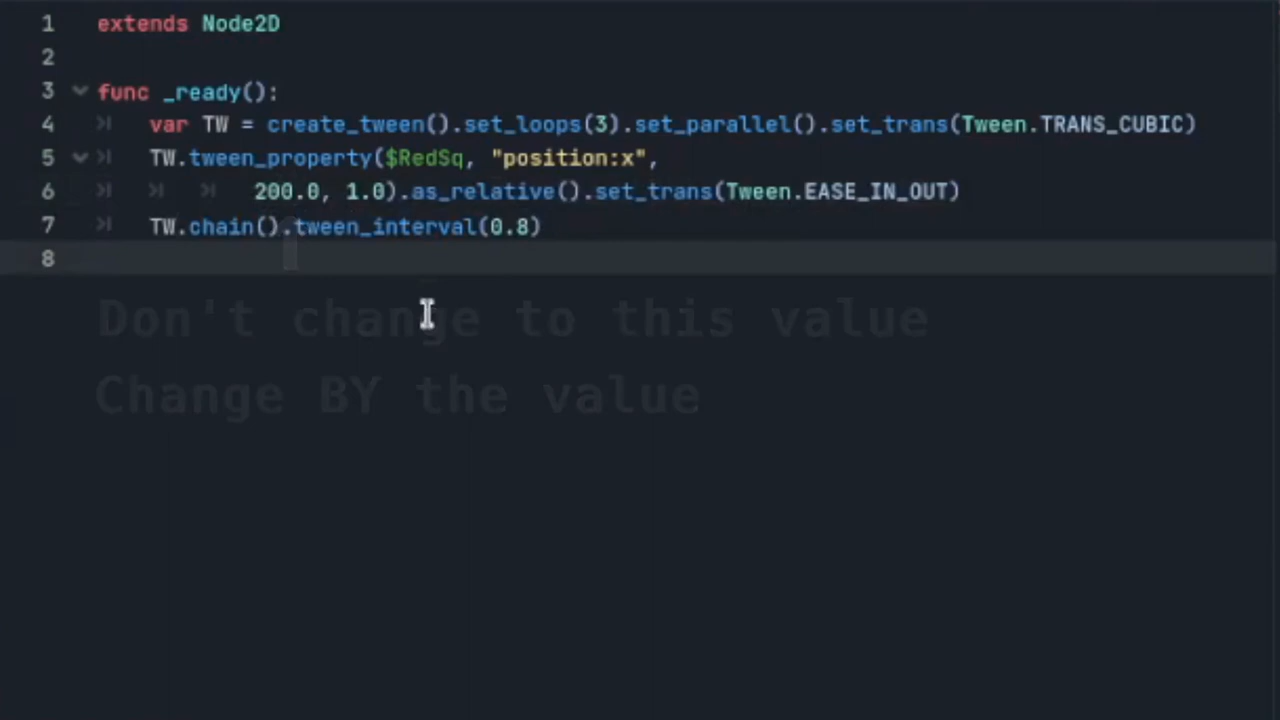 1 extends Node2D
2
3 func _ready():
4 var TW = create_tween().set_loops(3).set_parallel().set_trans(Tween.TRANS_CUBIC)
5 TW.tween_property($RedSq, "position:x",
6 200.0, 1.0).as_relative().set_trans(Tween.EASE_IN_OUT)
7 TW.chain().tween_interval(0.8)
8
Don't change to this value
Change BY the value